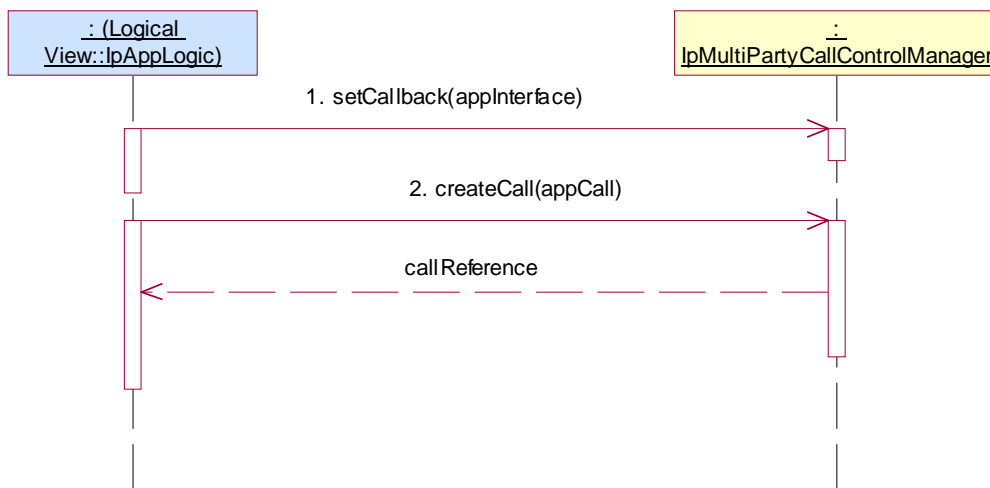 : (Logical
View::IpAppLogic)
:
IpMultiPartyCallControlManager
1. setCallback(appInterface)
2. createCall(appCall)
callReference